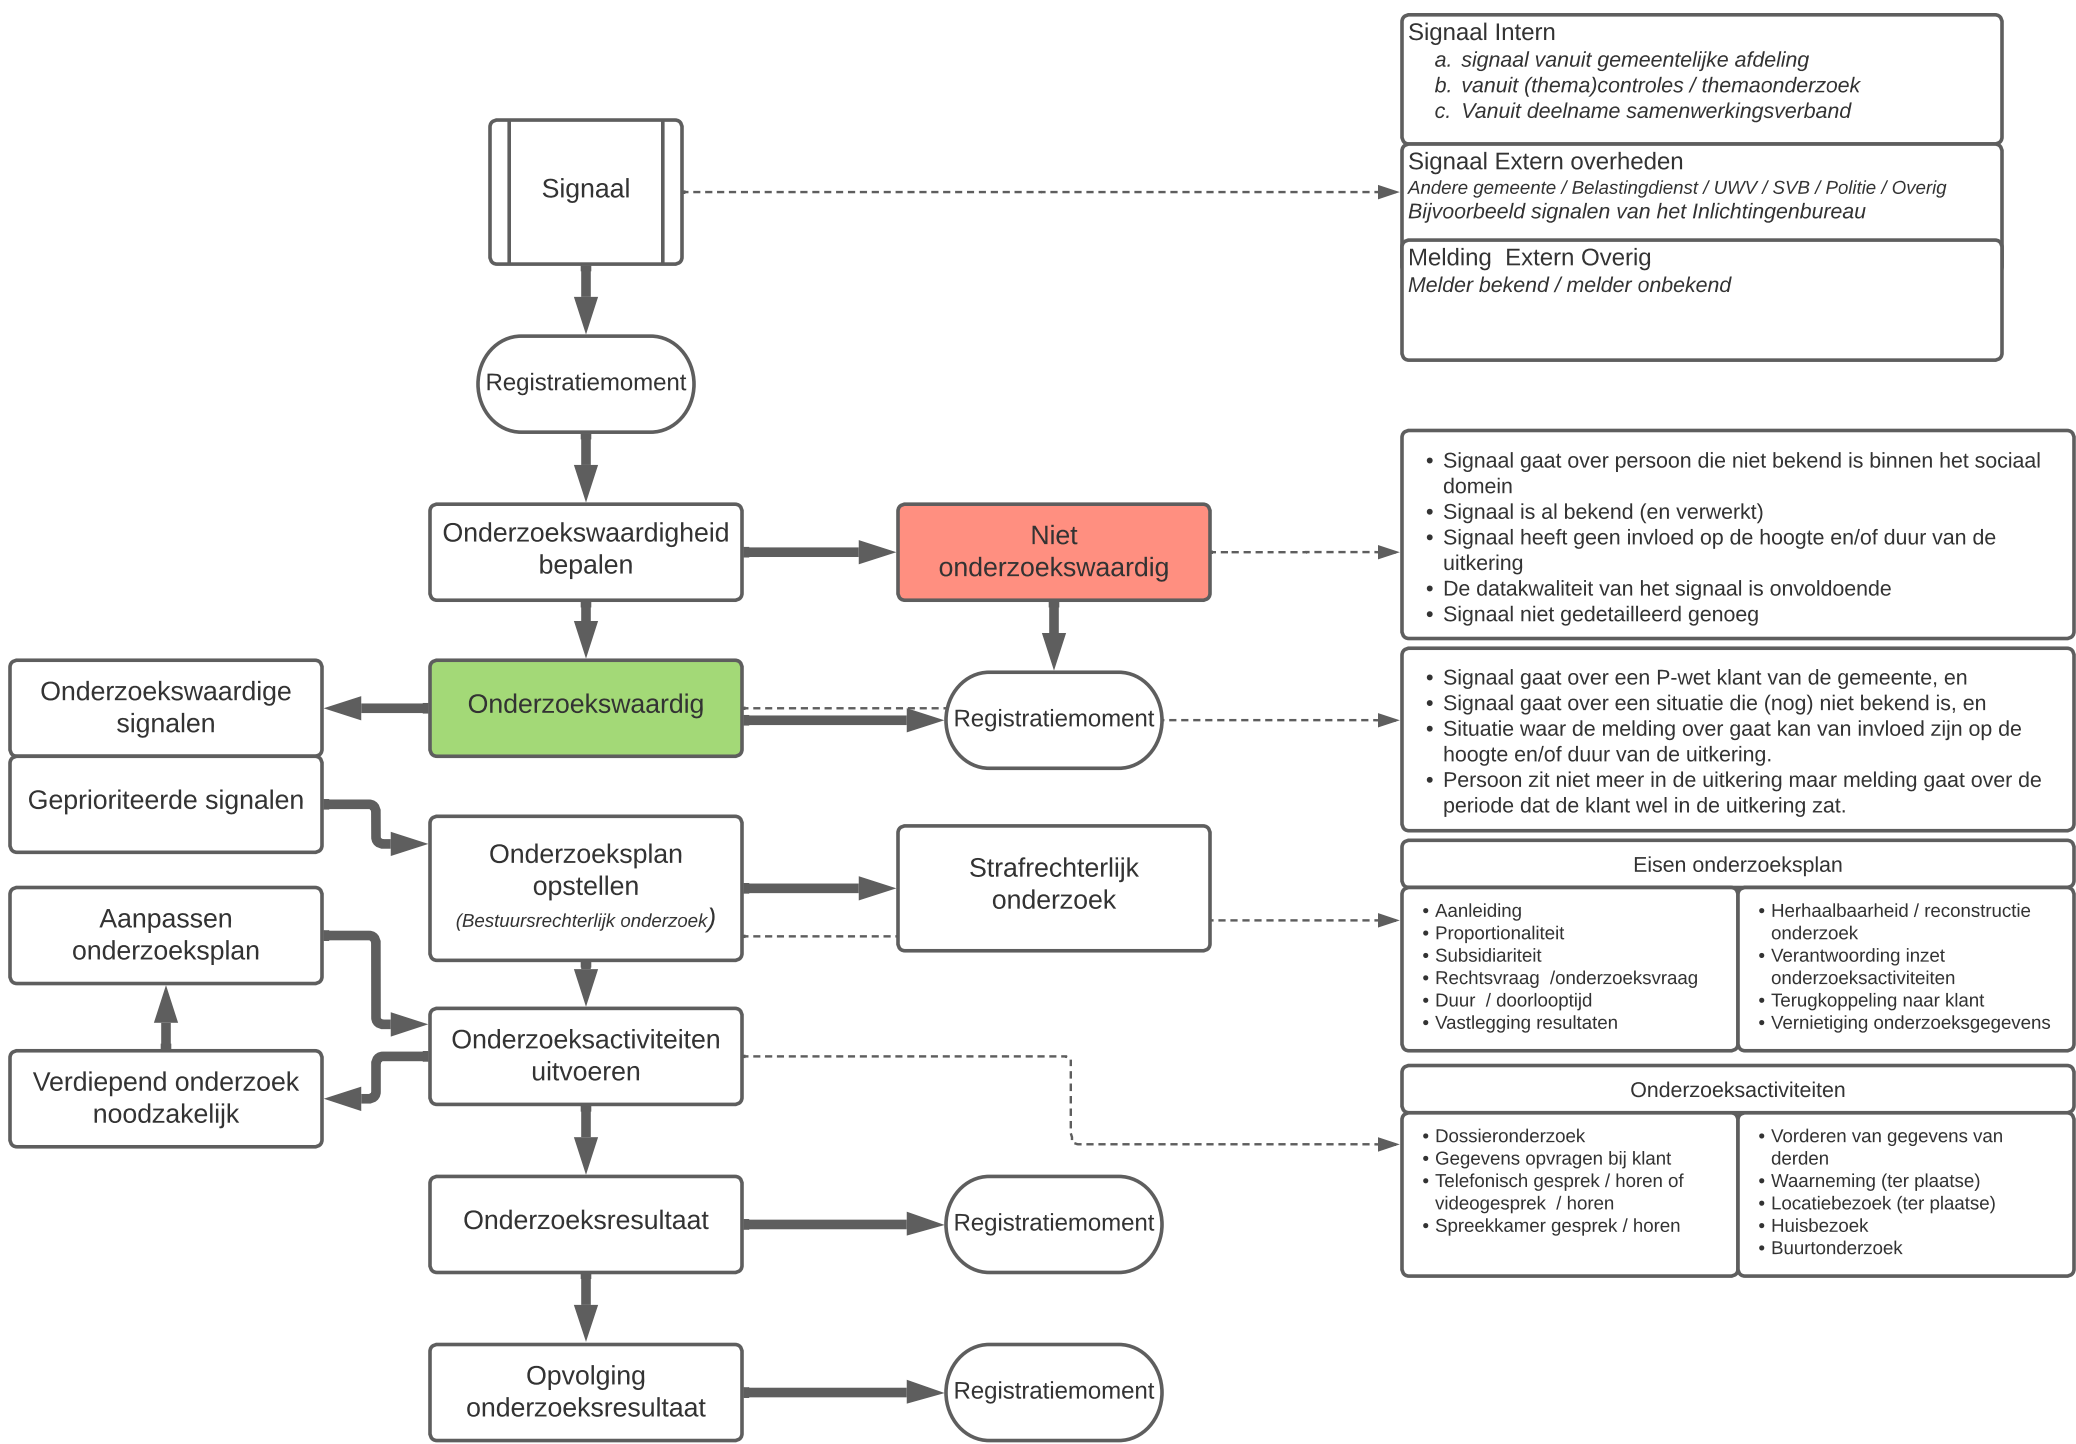 Signaal Intern
a. signaal vanuit gemeentelijke afdeling
b. vanuit (thema)controles / themaonderzoek
c. Vanuit deelname samenwerkingsverband
Signaal
Signaal Extern overheden
Andere gemeente / Belastingdienst / UWV / SVB / Politie / Overig
Bijvoorbeeld signalen van het Inlichtingenbureau
Melding  Extern Overig
Melder bekend / melder onbekend
Registratiemoment
Onderzoekswaardigheid
bepalen
Niet
onderzoekswaardig
• Signaal gaat over persoon die niet bekend is binnen het sociaal
domein
• Signaal is al bekend (en verwerkt)
• Signaal heeft geen invloed op de hoogte en/of duur van de
uitkering
• De datakwaliteit van het signaal is onvoldoende
• Signaal niet gedetailleerd genoeg
Onderzoekswaardige
signalen
Onderzoekswaardig
Registratiemoment
• Signaal gaat over een P-wet klant van de gemeente, en
• Signaal gaat over een situatie die (nog) niet bekend is, en
• Situatie waar de melding over gaat kan van invloed zijn op de
hoogte en/of duur van de uitkering.
• Persoon zit niet meer in de uitkering maar melding gaat over de
periode dat de klant wel in de uitkering zat.
Geprioriteerde signalen
Onderzoeksplan
opstellen
(Bestuursrechterlijk onderzoek)
Strafrechterlijk
onderzoek
Eisen onderzoeksplan
• Aanleiding
• Proportionaliteit
• Subsidiariteit
• Rechtsvraag  /onderzoeksvraag
• Duur  / doorlooptijd
• Vastlegging resultaten
• Herhaalbaarheid / reconstructie
onderzoek
• Verantwoording inzet
onderzoeksactiviteiten
• Terugkoppeling naar klant
• Vernietiging onderzoeksgegevens
Aanpassen
onderzoeksplan
Onderzoeksactiviteiten
uitvoeren
Verdiepend onderzoek
noodzakelijk
Onderzoeksactiviteiten
• Dossieronderzoek
• Gegevens opvragen bij klant
• Telefonisch gesprek / horen of
videogesprek  / horen
• Spreekkamer gesprek / horen
• Vorderen van gegevens van
derden
• Waarneming (ter plaatse)
• Locatiebezoek (ter plaatse)
• Huisbezoek
• Buurtonderzoek
Onderzoeksresultaat
Registratiemoment
Opvolging
onderzoeksresultaat
Registratiemoment